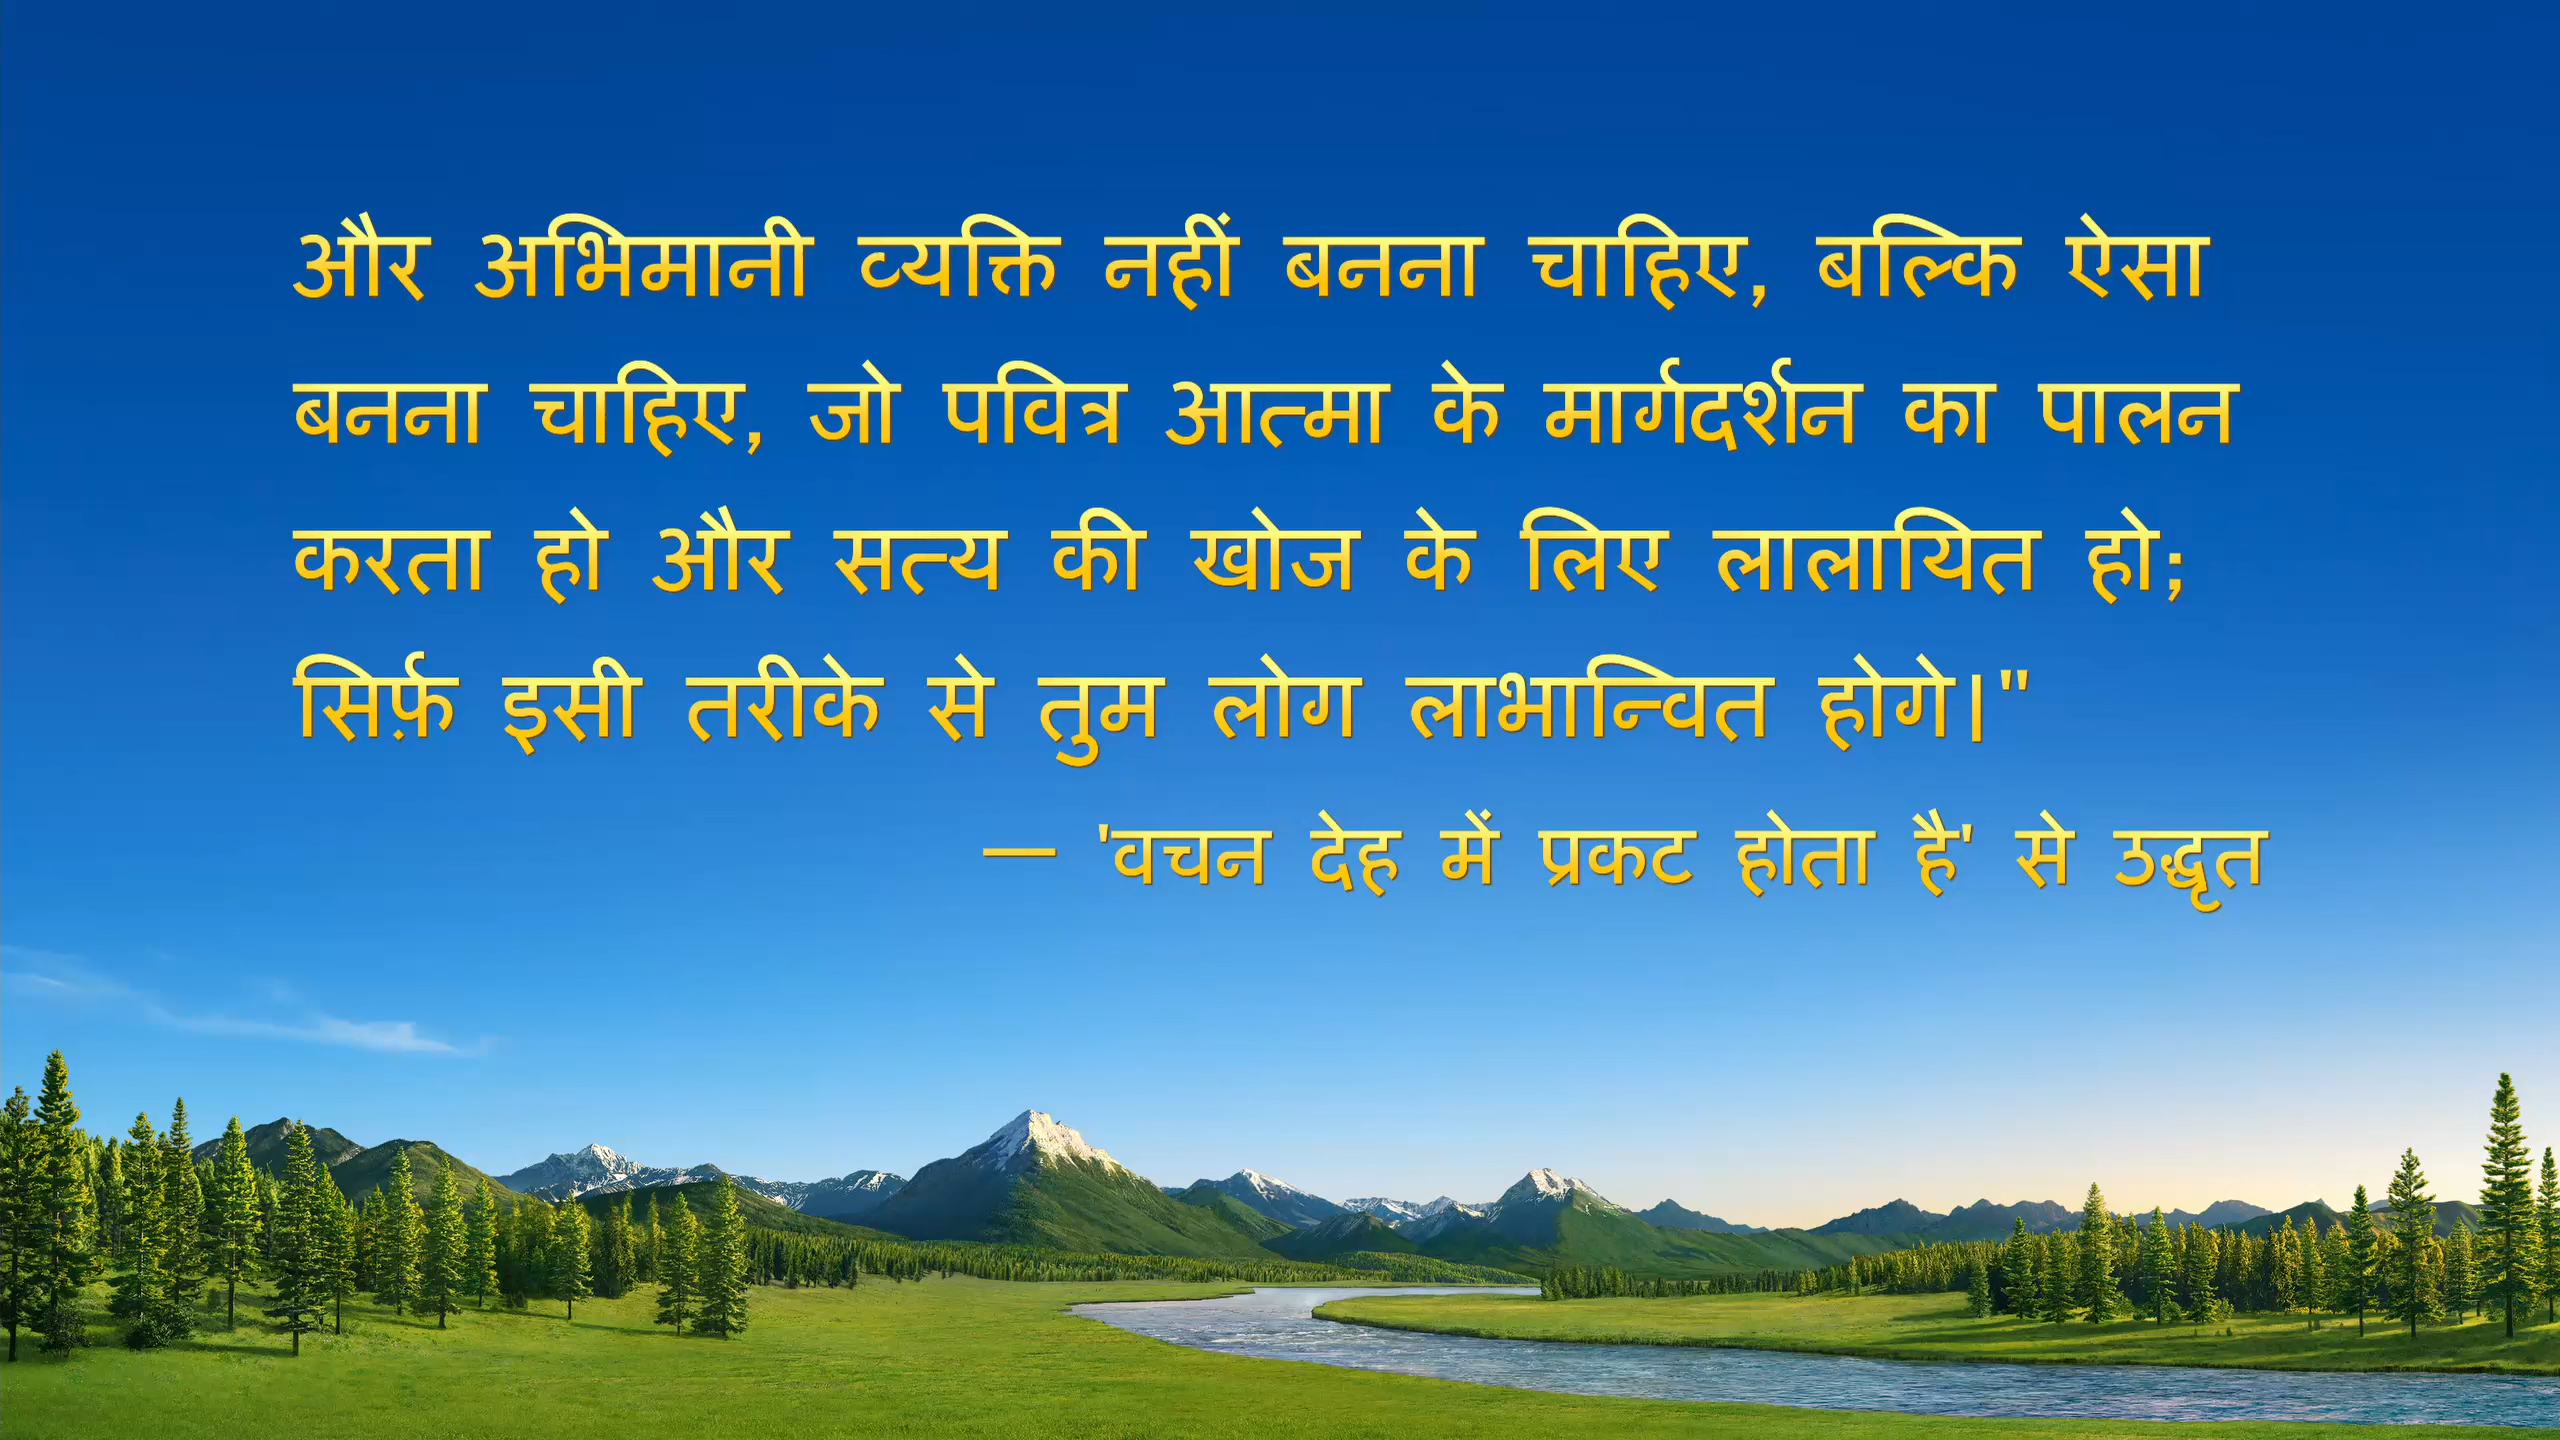 और अभिमानी व्यक्ति नहीं बनना चाहिए, बल्कि ऐसा
बनना चाहिए, जो पवित्र आत्मा के मार्गदर्शन का पालन
करता हो और सत्य की खोज के लिए लालायित हो;
सिर्फ़ इसी तरीके से तुम लोग लाभान्वित होगे।"
— 'वचन देह में प्रकट होता है' से उद्धृत